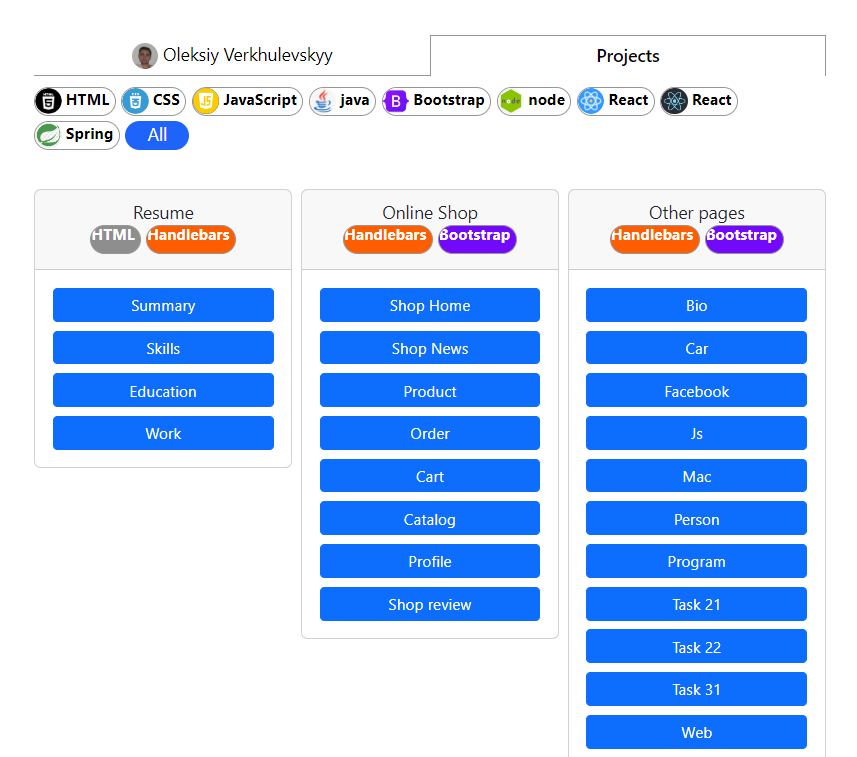 Oleksiy Verkhulevskyy
Projects
HTML CSS JavaScript java Bootstrap node React React
Spring All
Resume
HTML Handlebars
Summary
Skills
Education
Work
Online Shop
Handlebars Bootstrap
Shop Home
Shop News
Product
Order
Cart
Catalog
Profile
Shop review
Other pages
Handlebars Bootstrap
Bio
Car
Facebook
Js
Mac
Person
Program
Task 21
Task 22
Task 31
Web